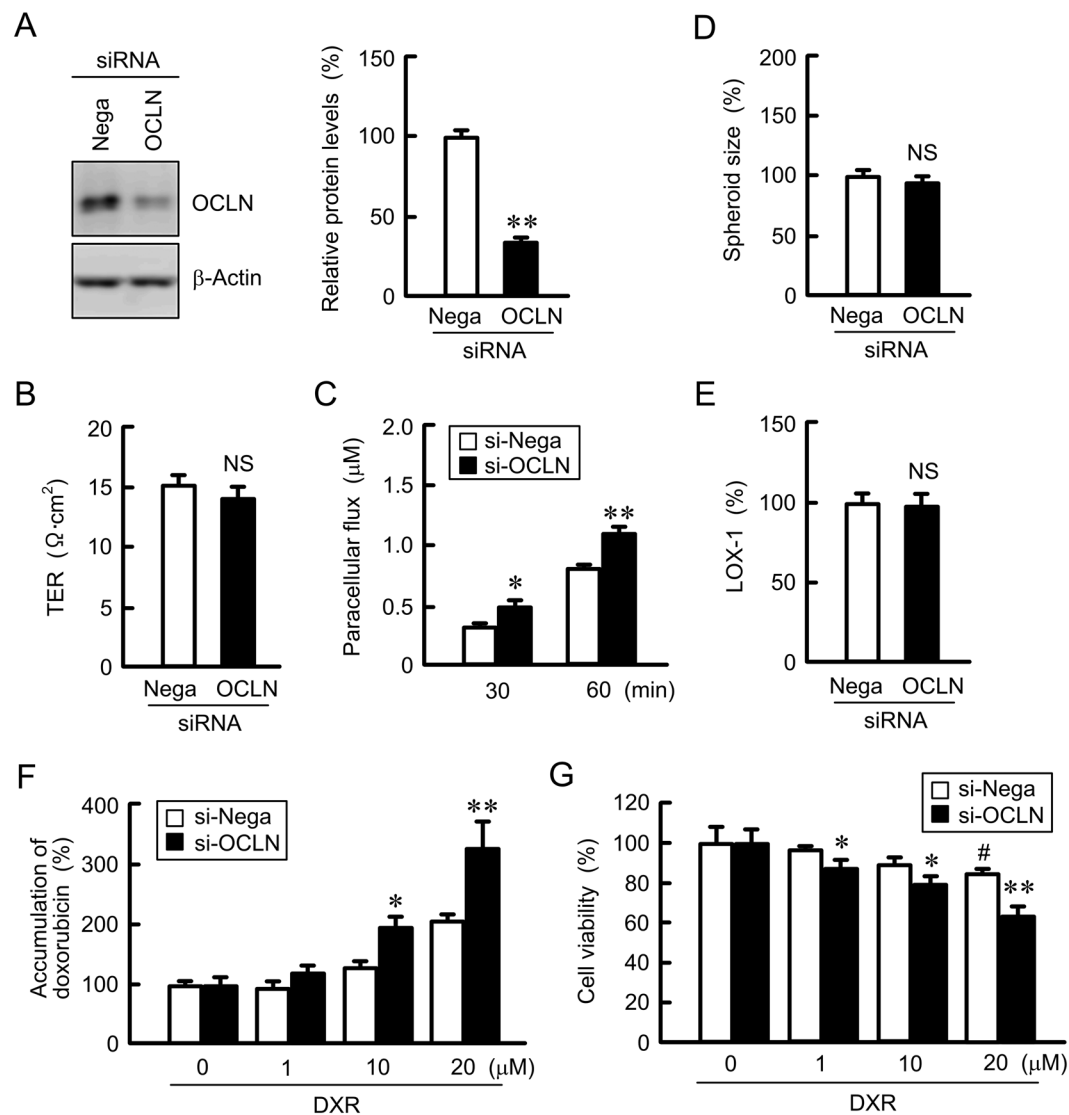 A
siRNA
Nega
OCLN
OCLN
β-Actin
Relative protein levels (%)
150
100
50
0
**
Nega OCLN
siRNA
D
Spheroid size (%)
200
150
100
50
0
NS
Nega OCLN
siRNA
B
TER (Ω·cm²)
20
15
10
5
0
NS
Nega OCLN
siRNA
C
Paracellular flux (μM)
2.0
1.5
1.0
0.5
0
si-Nega
si-OCLN
*
**
30 60 (min)
E
LOX-1 (%)
150
100
50
0
NS
Nega OCLN
siRNA
F
Accumulation of
doxorubicin (%)
400
300
200
100
0
si-Nega
si-OCLN
*
**
0 1 10 20 (μM)
DXR
G
Cell viability (%)
120
100
80
60
40
20
0
si-Nega
si-OCLN
*
*
#
**
0 1 10 20 (μM)
DXR